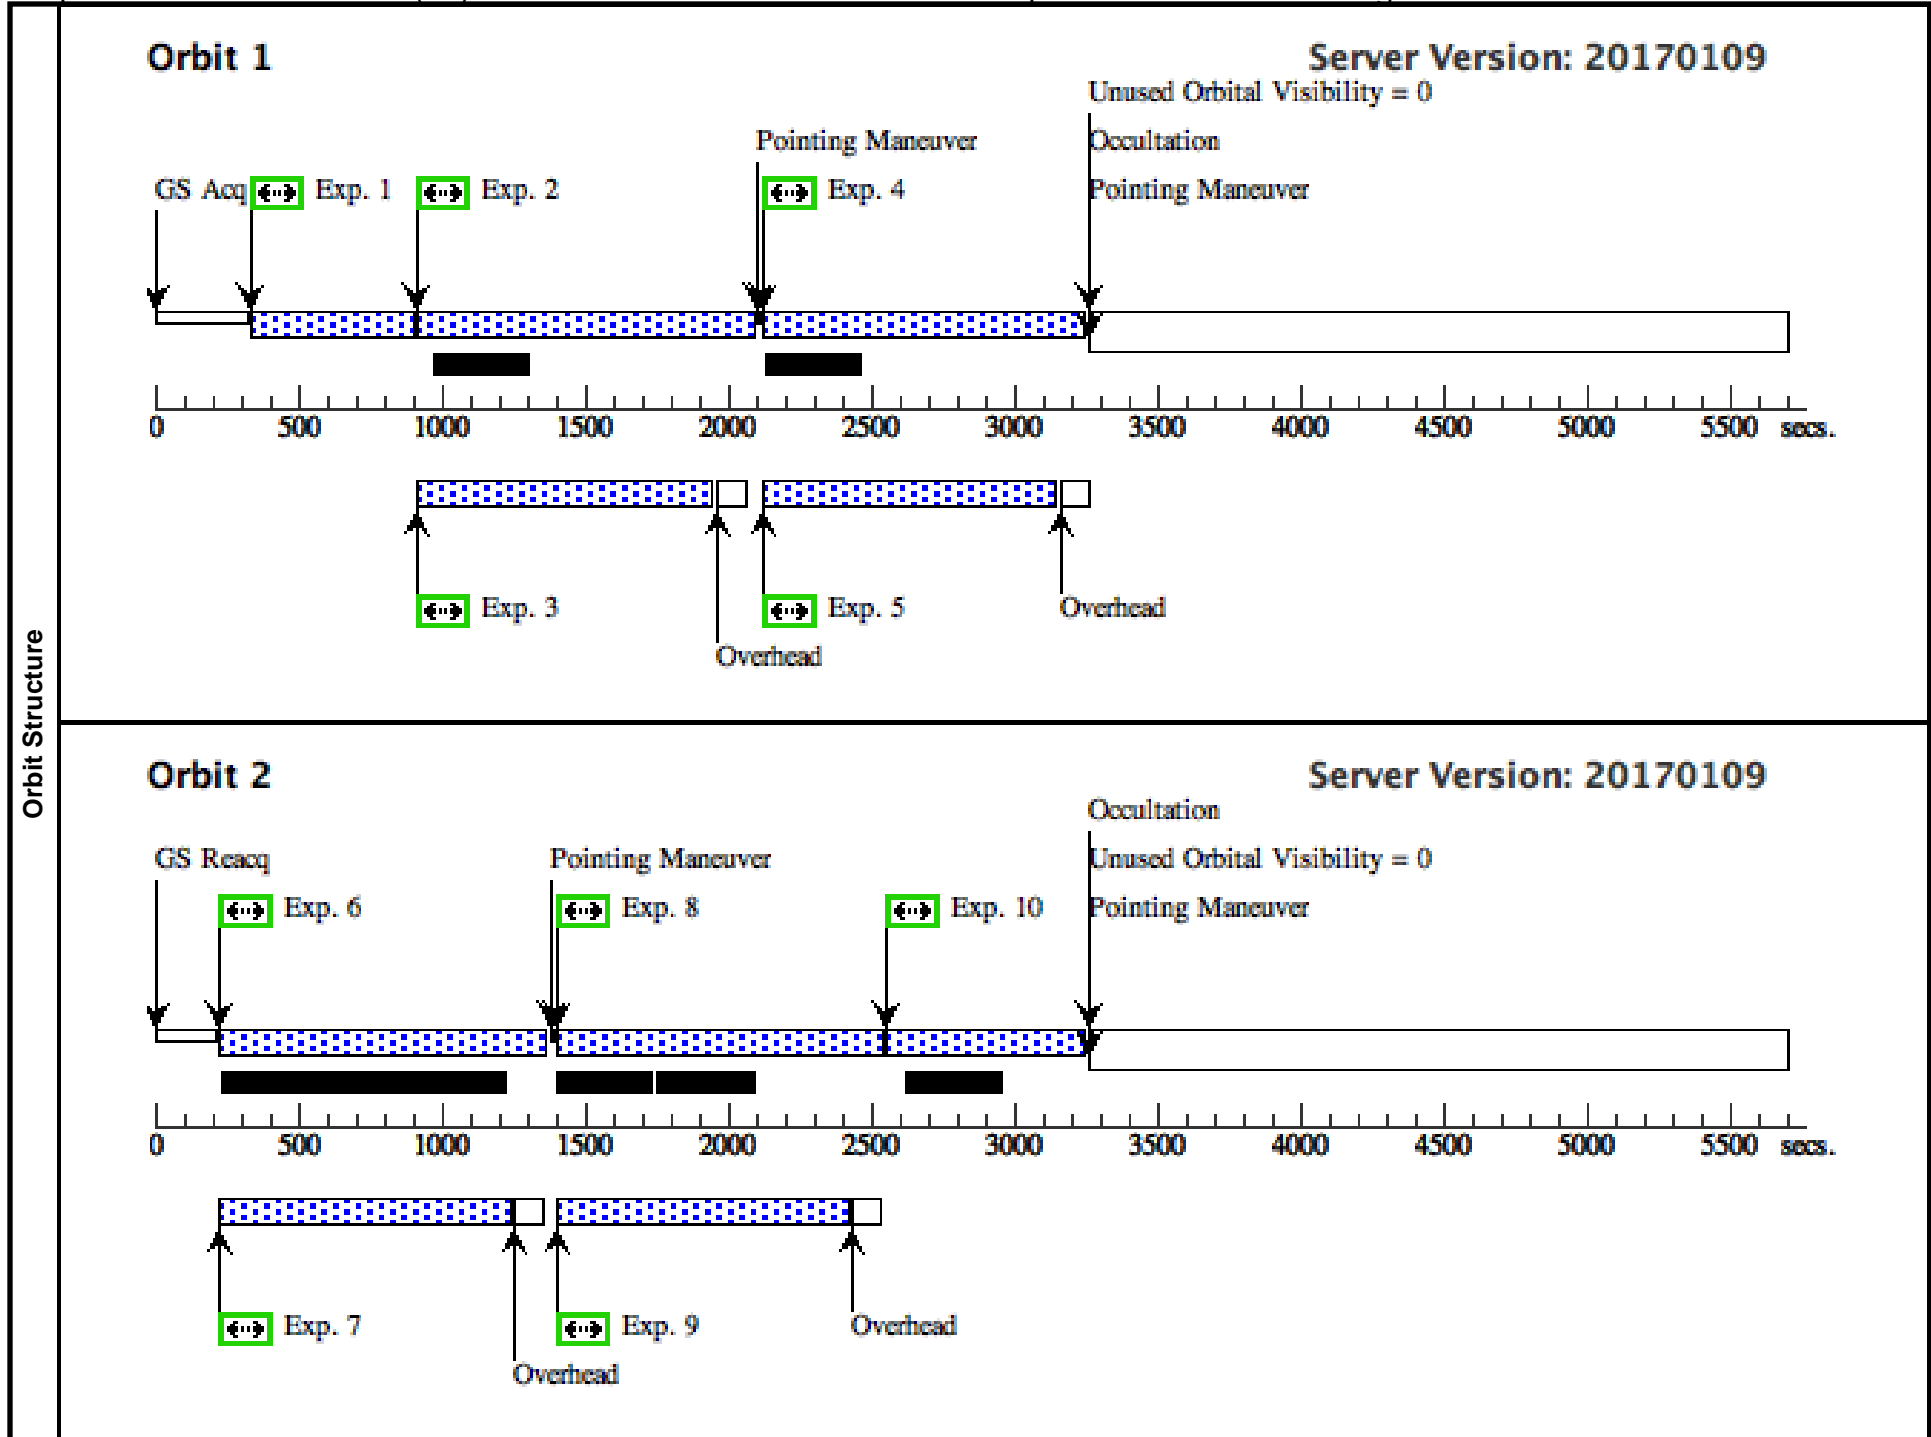 Orbit Structure
Orbit 1
Server Version: 20170109
Unused Orbital Visibility = 0
Pointing Maneuver
Occultation
GS Acq
Exp. 1
Exp. 2
Exp. 4
Pointing Maneuver
0 500 1000 1500 2000 2500 3000 3500 4000 4500 5000 5500 secs.
Exp. 3
Exp. 5
Overhead
Overhead
Orbit 2
Server Version: 20170109
Occultation
GS Reacq
Pointing Maneuver
Unused Orbital Visibility = 0
Exp. 6
Exp. 8
Exp. 10
Pointing Maneuver
0 500 1000 1500 2000 2500 3000 3500 4000 4500 5000 5500 secs.
Exp. 7
Exp. 9
Overhead
Overhead